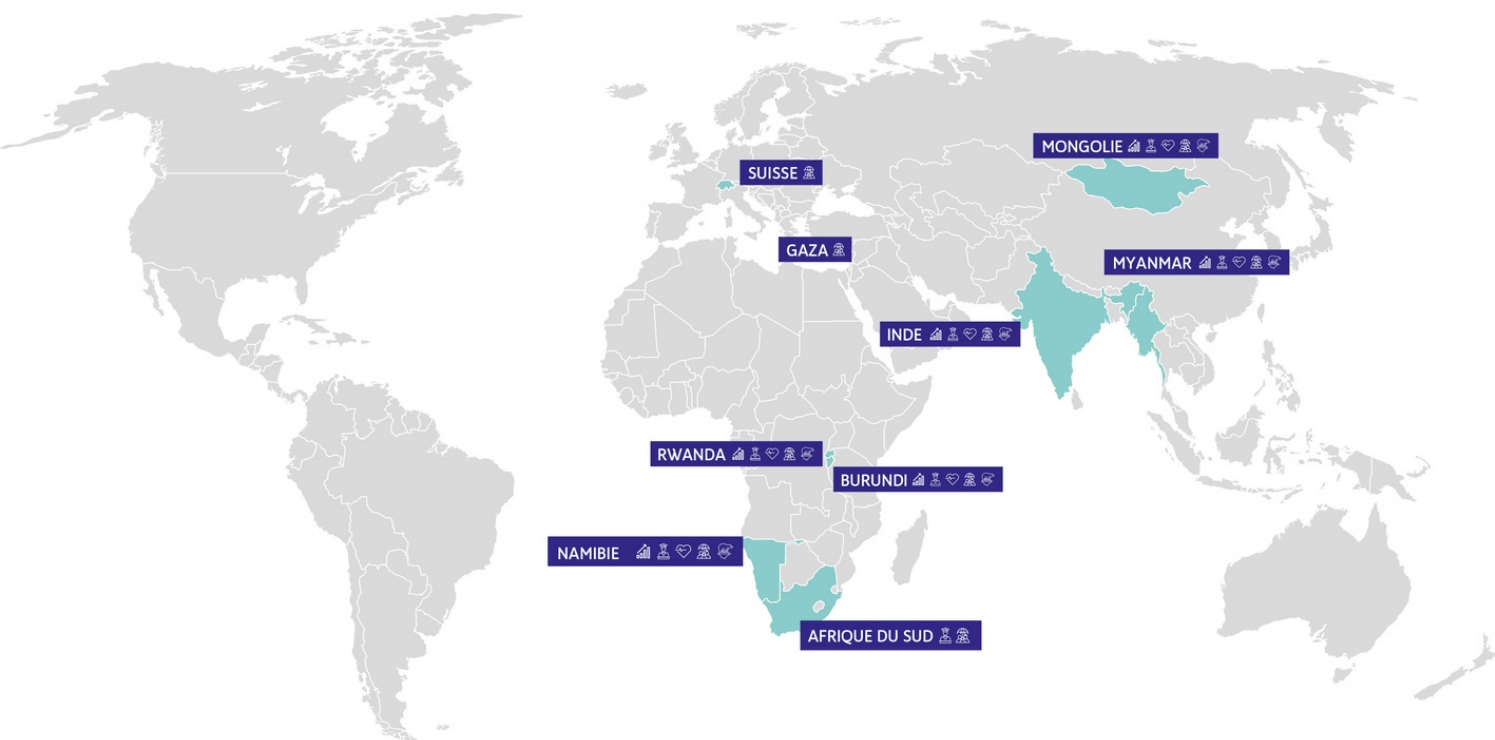 MONGOLIE
SUISSE
GAZA
MYANMAR
INDE
RWANDA
BURUNDI
NAMIBIE
AFRIQUE DU SUD